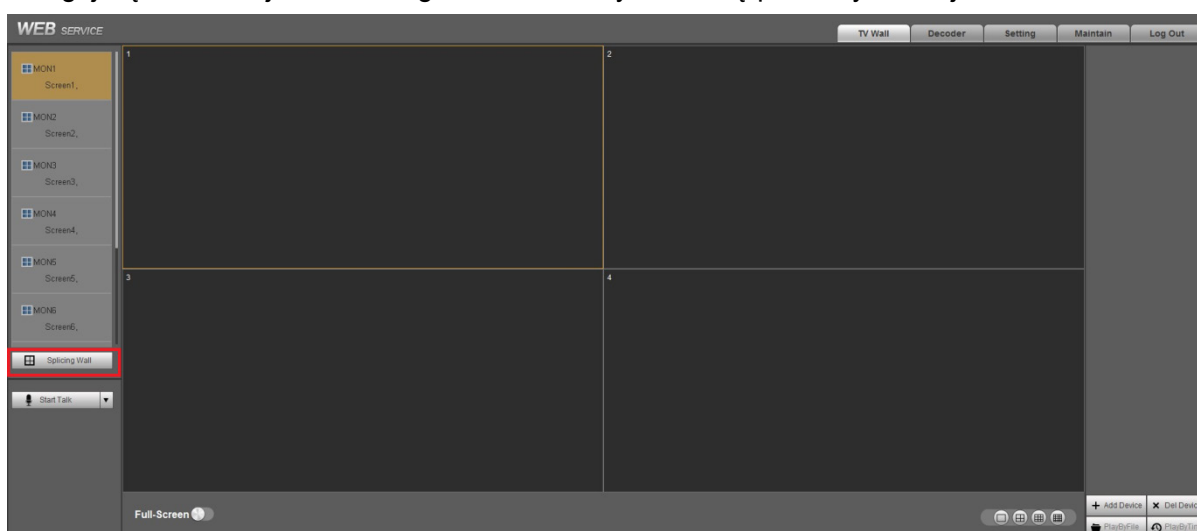 WEB SERVICE
TV Wall Decoder Setting Maintain Log Out
1 2
MON1
Screen1,
MON2
Screen2,
MON3
Screen3,
MON4
Screen4,
MON5
Screen5,
3 4
MON6
Screen6,
Splicing Wall
Start Talk
Full-Screen
Add Device Del
PlayByFile